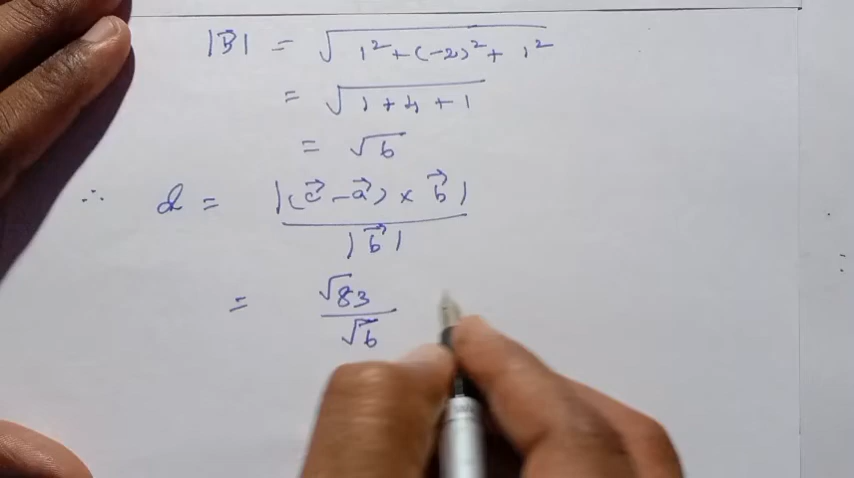 |B⃗| = √(1² + (-2)² + 1²)
= √(1 + 4 + 1)
= √6
∴ d = |(c⃗ - a⃗) × b⃗| / |b⃗|
= √83 / √6